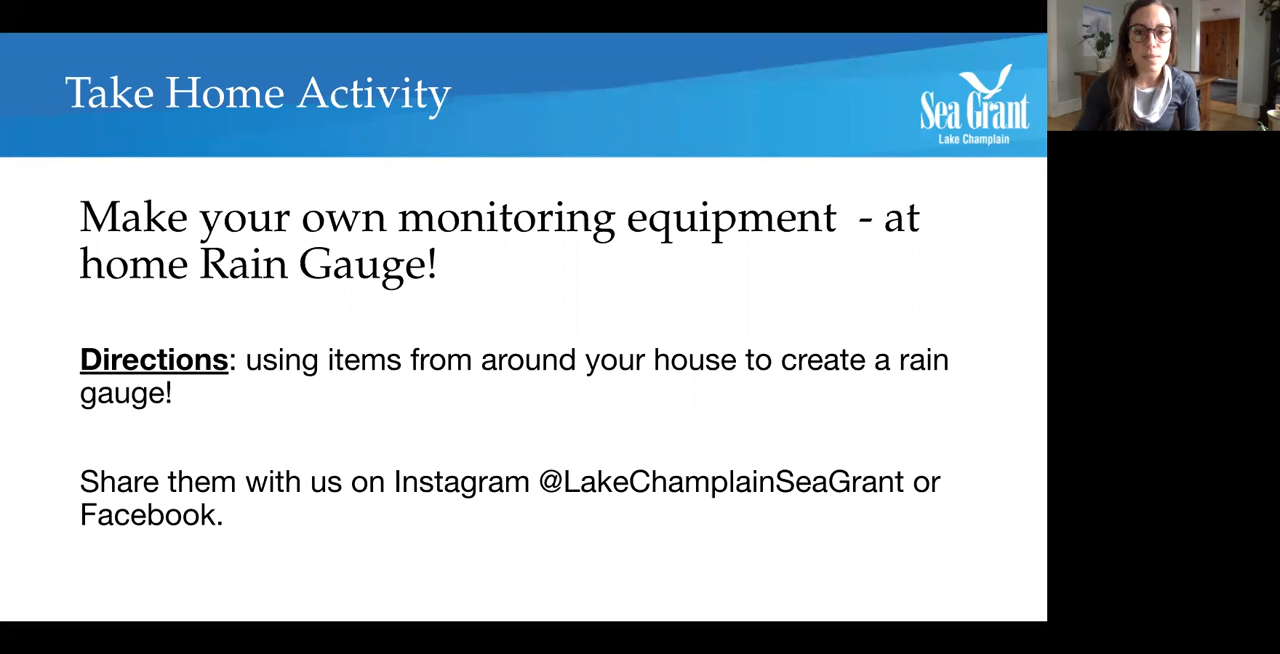 Take Home Activity
Sea Grant
Lake Champlain
Make your own monitoring equipment - at
home Rain Gauge!
Directions: using items from around your house to create a rain
gauge!
Share them with us on Instagram @LakeChamplainSeaGrant or
Facebook.